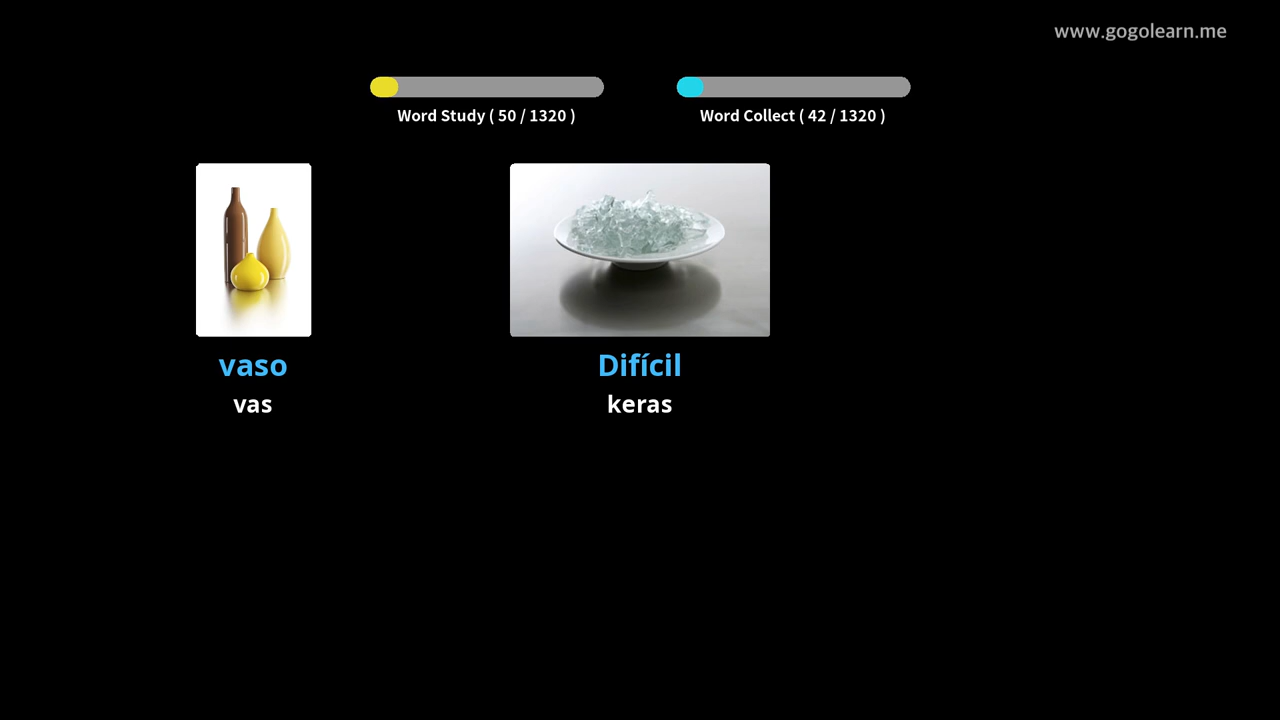 www.gogolearn.me
Word Study ( 50 / 1320 )
Word Collect ( 42 / 1320 )
vaso
vas
Difícil
keras